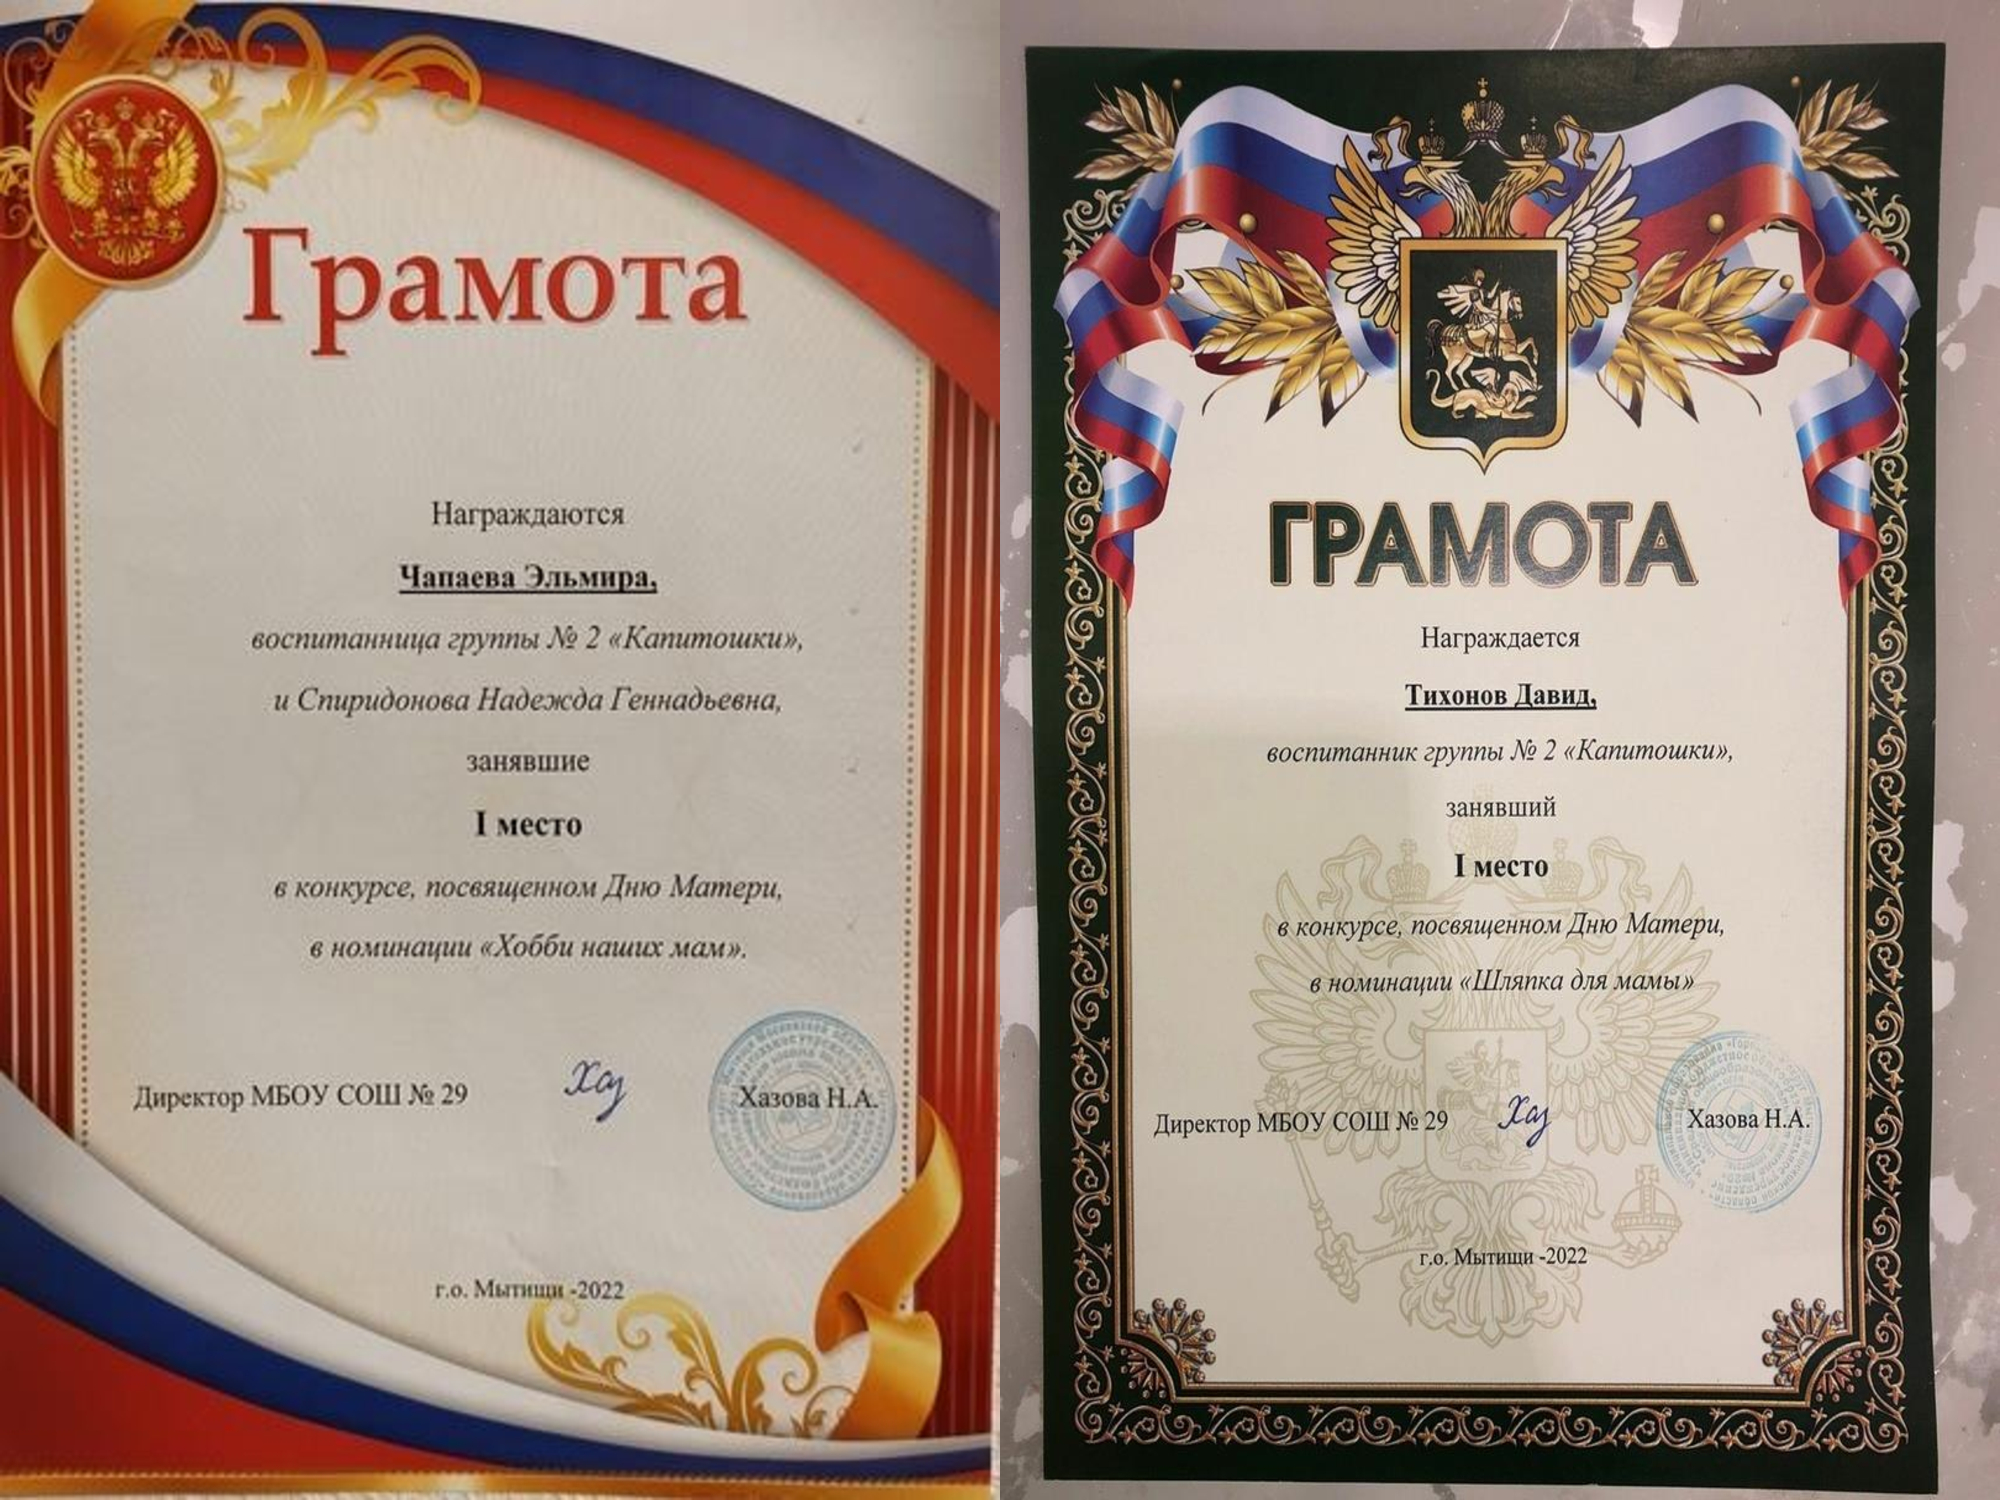 Грамота
Награждаются
Чапаева Эльмира,
воспитанница группы № 2 «Капитошки»,
и Спиридонова Надежда Геннадьевна,
занявшие
I место
в конкурсе, посвященном Дню Матери,
в номинации «Хобби наших мам».
Директор МБОУ СОШ № 29 Хазова Н.А.
г.о. Мытищи -2022
ГРАМОТА
Награждается
Тихонов Давид,
воспитанник группы № 2 «Капитошки»,
занявший
I место
в конкурсе, посвященном Дню Матери,
в номинации «Шляпка для мамы»
Директор МБОУ СОШ № 29 Хазова Н.А.
г.о. Мытищи -2022